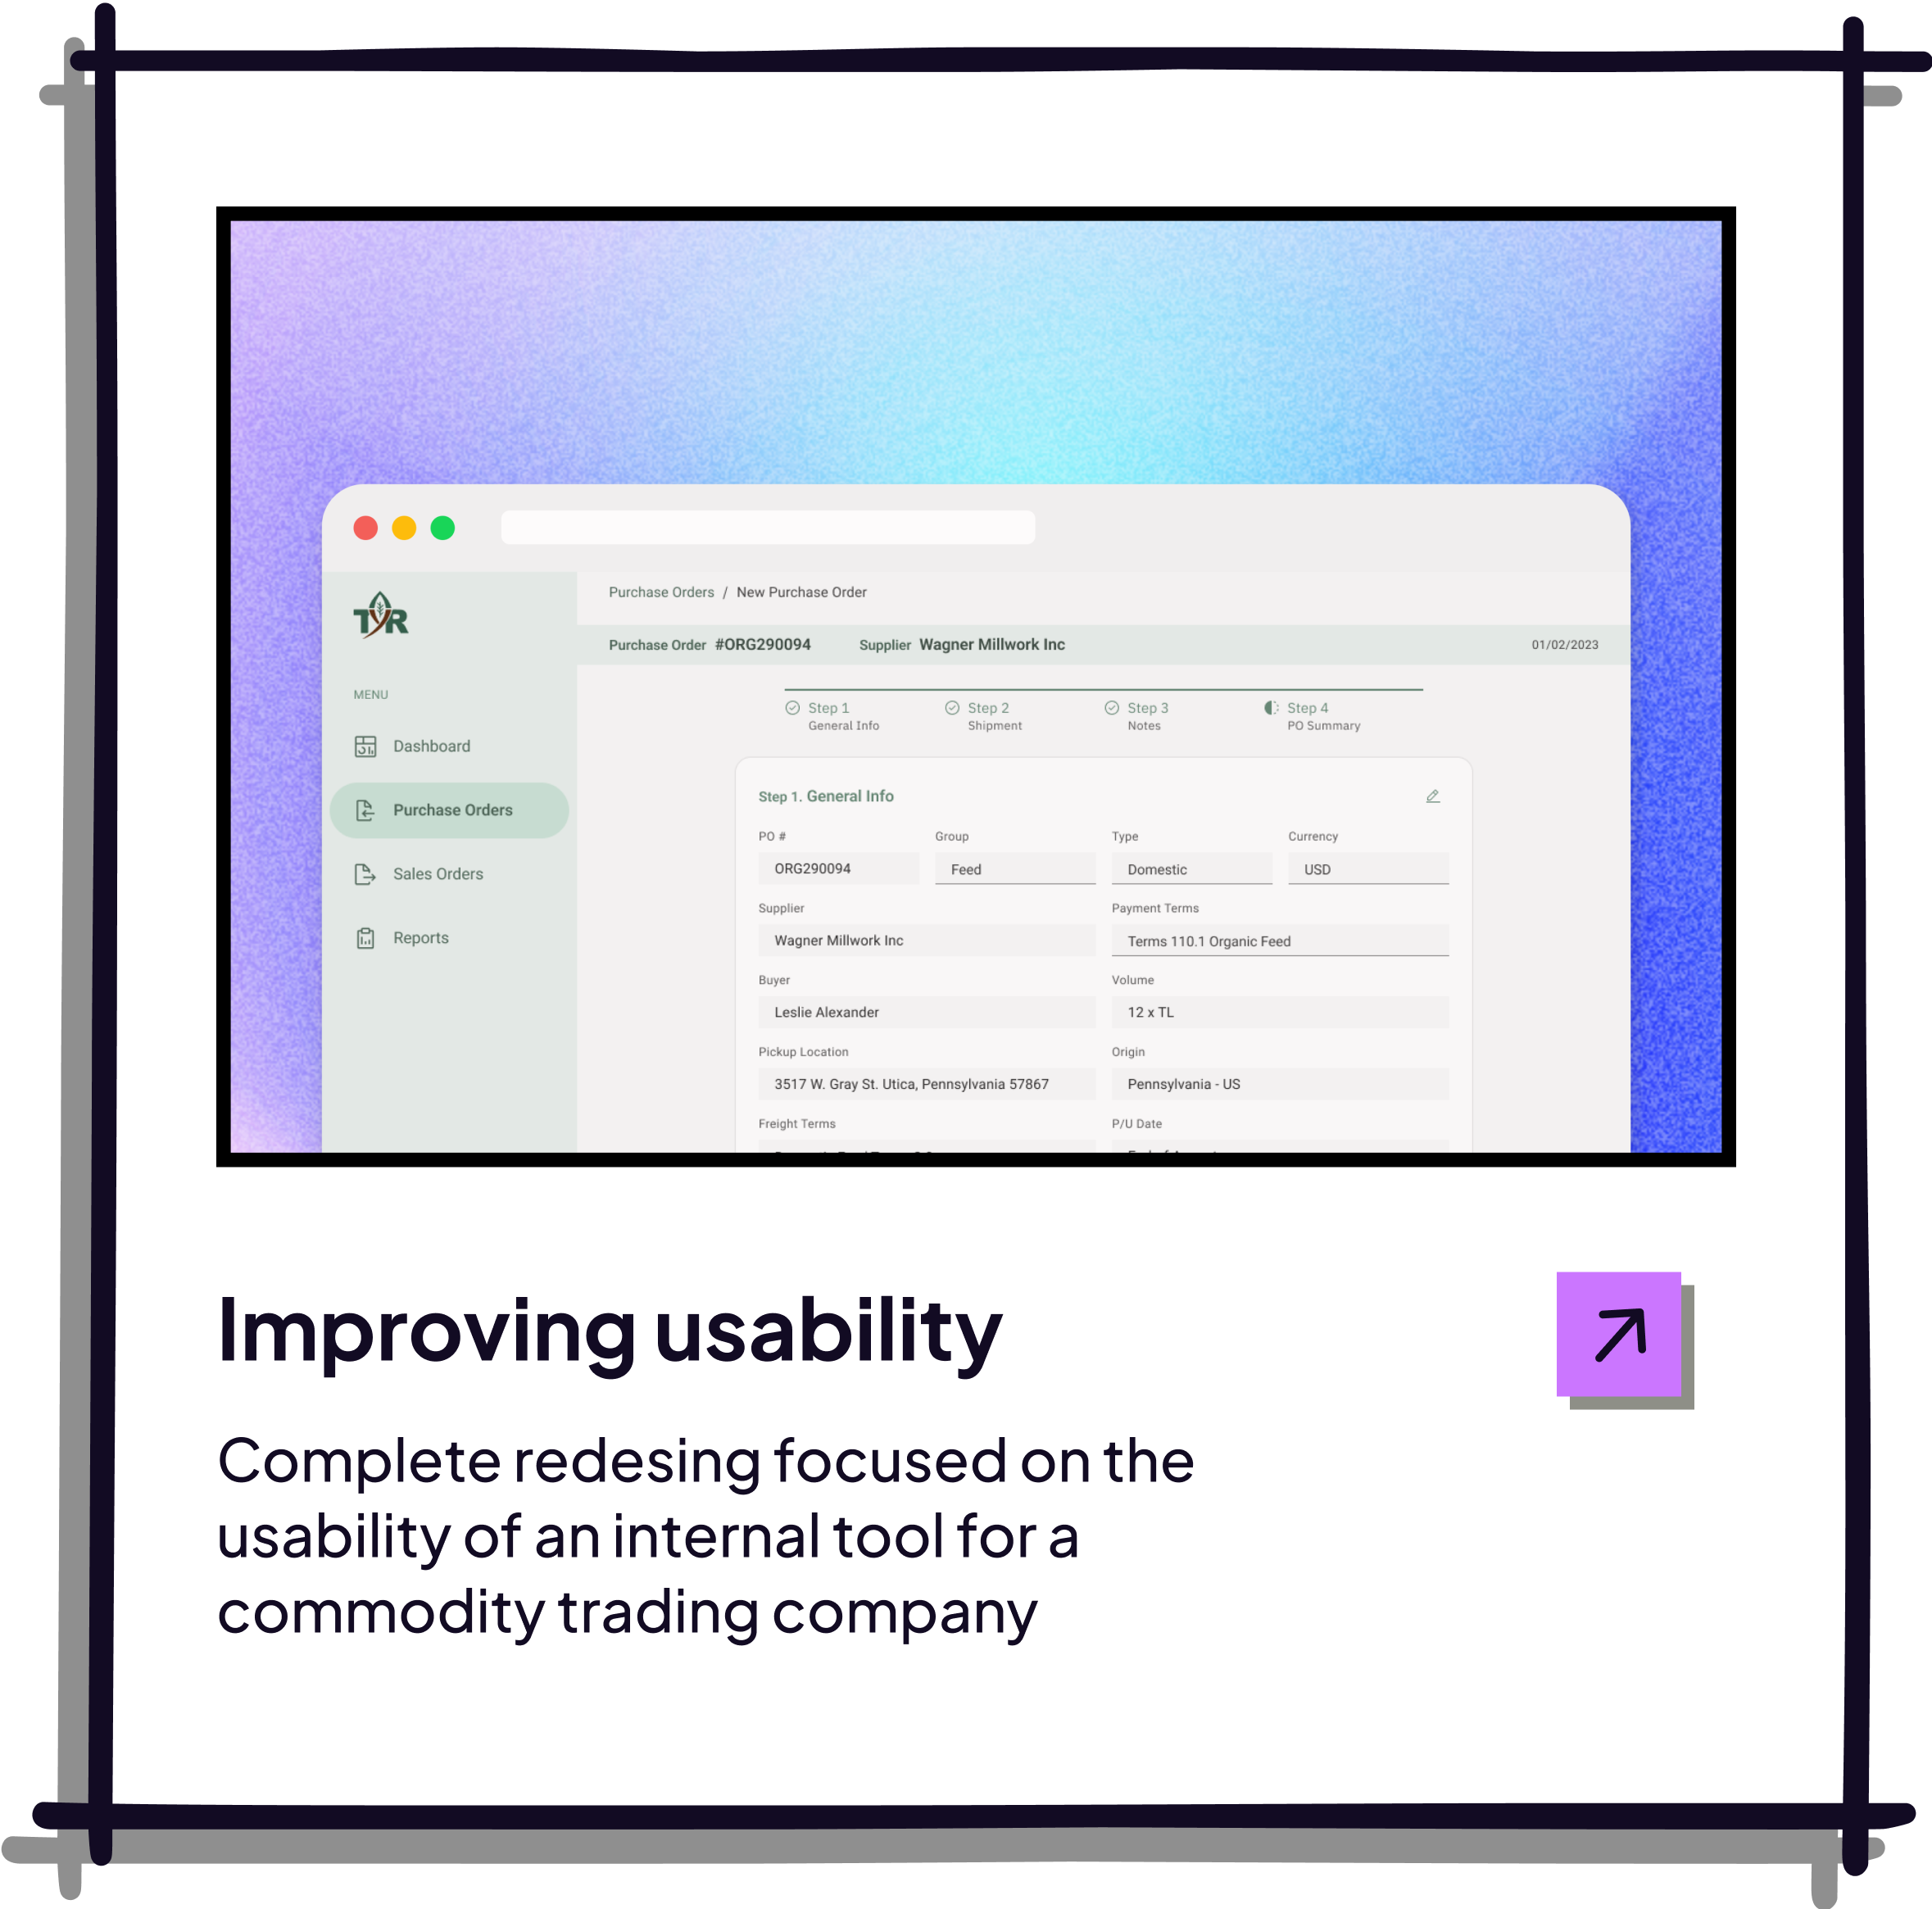 TYR
Purchase Orders / New Purchase Order
Purchase Order #ORG290094 Supplier Wagner Millwork Inc 01/02/2023
MENU
Dashboard
Purchase Orders
Sales Orders
Reports
Step 1 Step 2 Step 3 Step 4
General Info Shipment Notes PO Summary
Step 1. General Info
PO # Group Type Currency
ORG290094 Feed Domestic USD
Supplier Payment Terms
Wagner Millwork Inc Terms 110.1 Organic Feed
Buyer Volume
Leslie Alexander 12 x TL
Pickup Location Origin
3517 W. Gray St. Utica, Pennsylvania 57867 Pennsylvania - US
Freight Terms P/U Date
Improving usability
Complete redesing focused on the
usability of an internal tool for a
commodity trading company